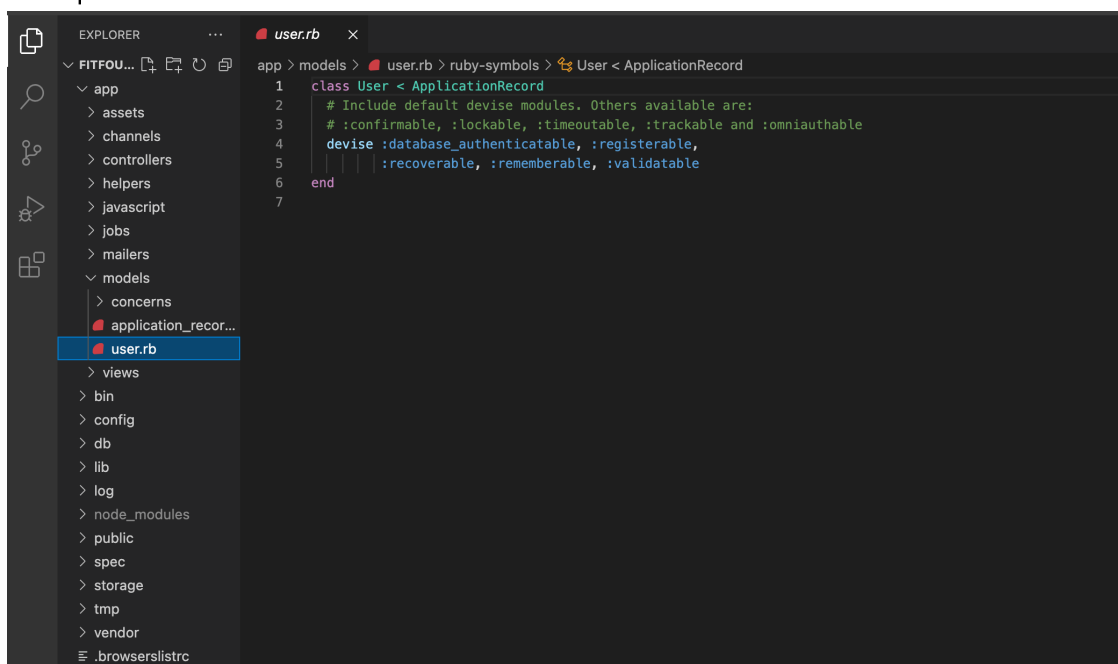 EXPLORER
user.rb
FITFOU...
app > models > user.rb > ruby-symbols > User < ApplicationRecord
app
assets
channels
controllers
helpers
javascript
jobs
mailers
models
concerns
application_recor...
user.rb
views
bin
config
db
lib
log
node_modules
public
spec
storage
tmp
vendor
.browserslistrc
1 class User < ApplicationRecord
2 # Include default devise modules. Others available are:
3 # :confirmable, :lockable, :timeoutable, :trackable and :omniauthable
4 devise :database_authenticatable, :registerable,
5 :recoverable, :rememberable, :validatable
6 end
7